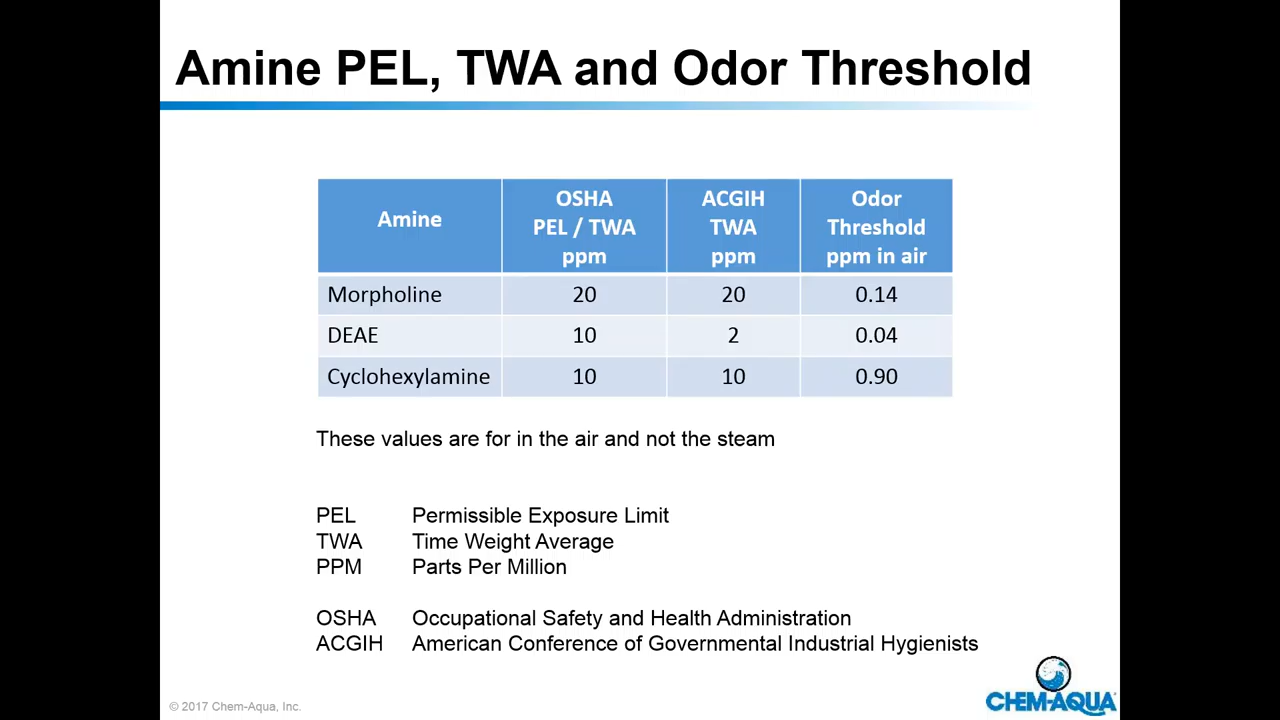 Amine PEL, TWA and Odor Threshold
Amine
OSHA
PEL / TWA
ppm
ACGIH
TWA
ppm
Odor
Threshold
ppm in air
Morpholine 20 20 0.14
DEAE 10 2 0.04
Cyclohexylamine 10 10 0.90
These values are for in the air and not the steam
PEL Permissible Exposure Limit
TWA Time Weight Average
PPM Parts Per Million
OSHA Occupational Safety and Health Administration
ACGIH American Conference of Governmental Industrial Hygienists
CHEM-AQUA
© 2017 Chem-Aqua, Inc.